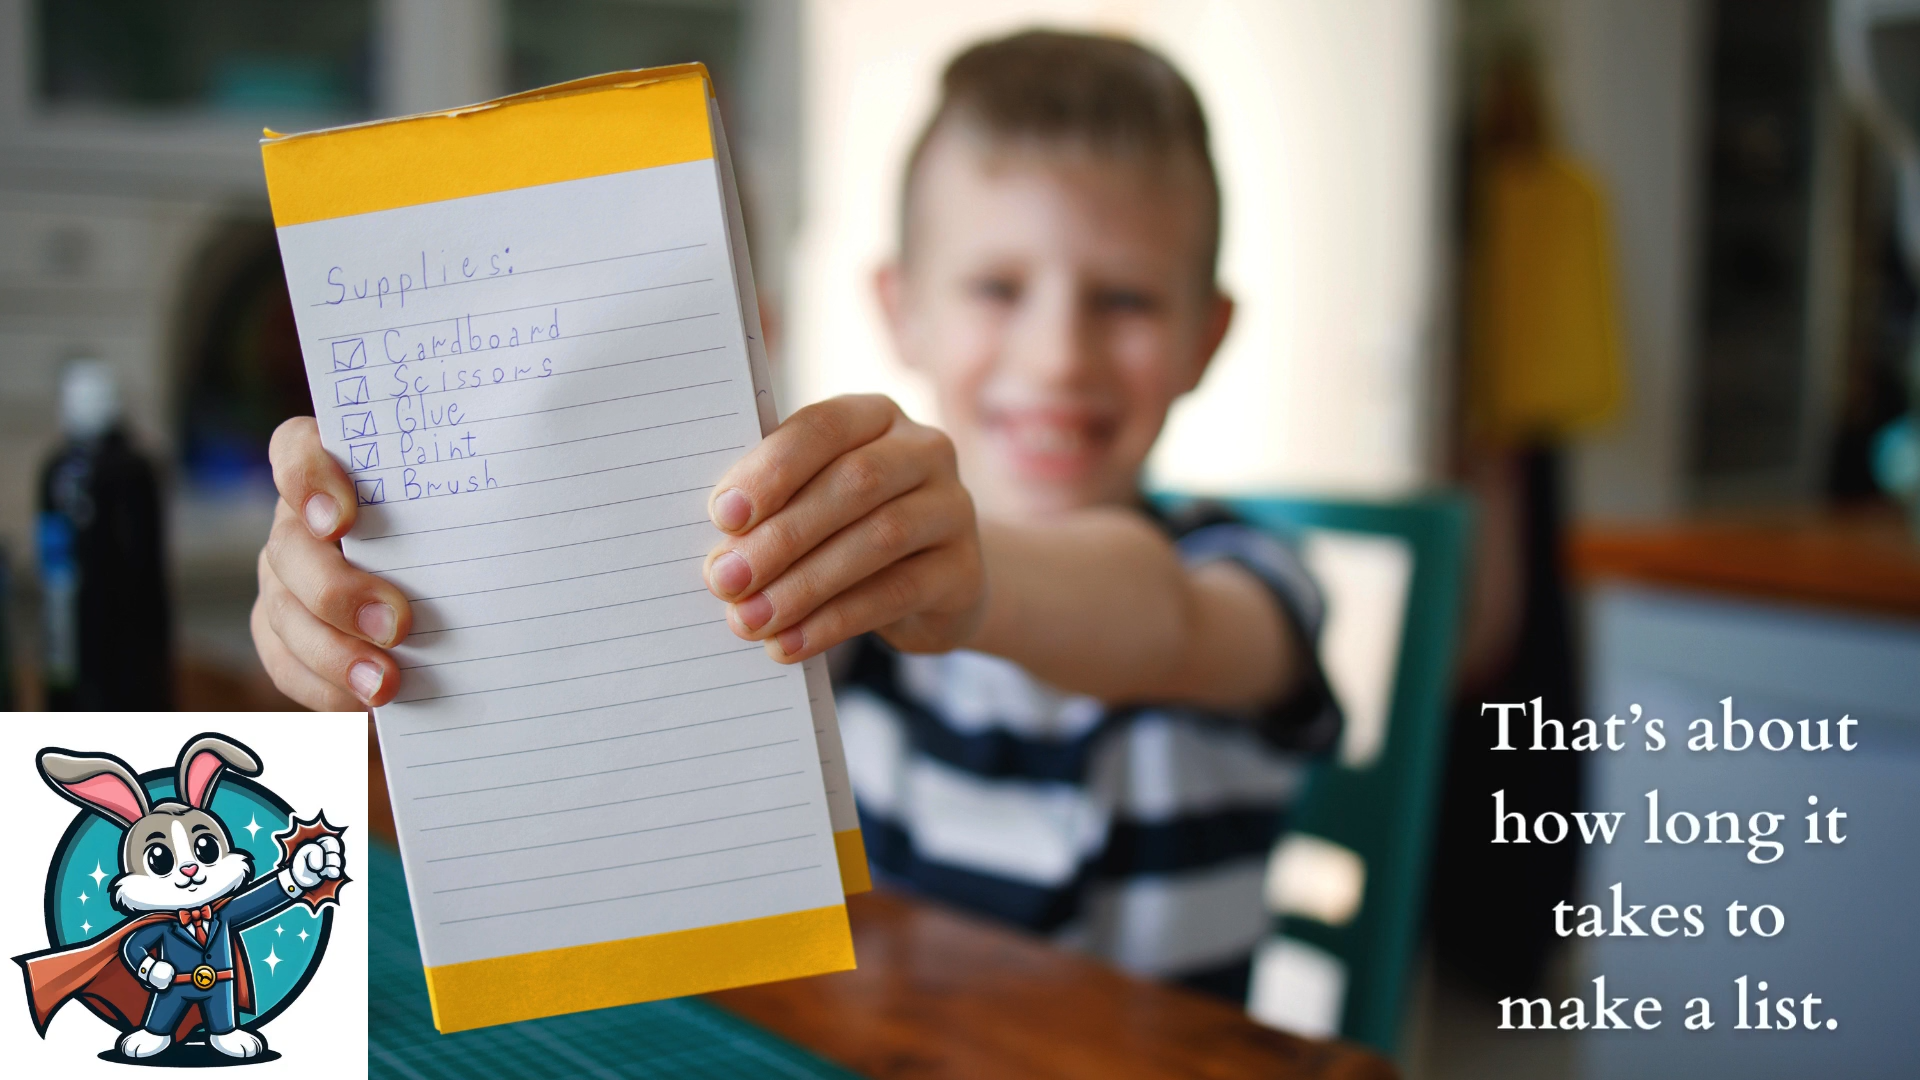 Supplies:
Cardboard
Scissors
Glue
Paint
Brush
That's about
how long it
takes to
make a list.